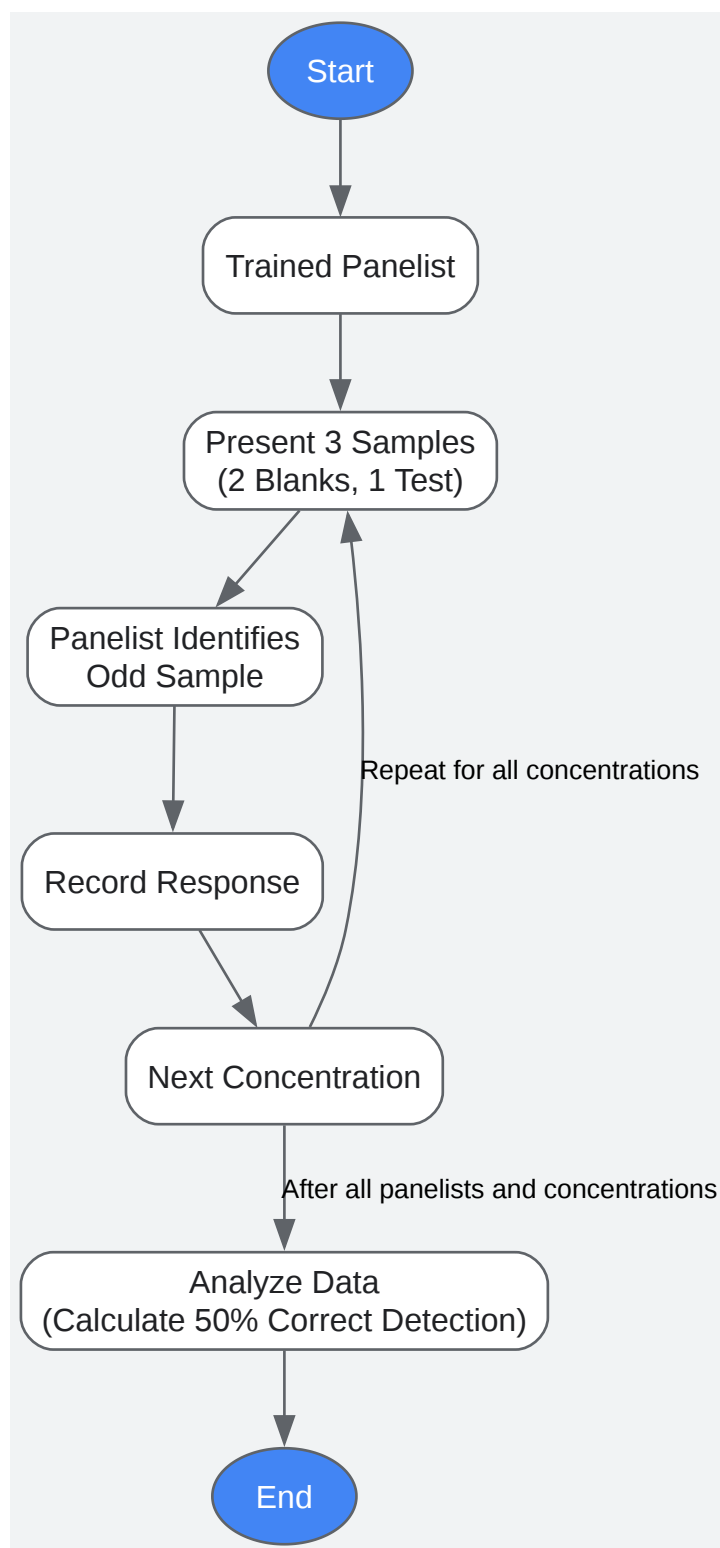 Start
Trained Panelist
Present 3 Samples
(2 Blanks, 1 Test)
Panelist Identifies
Odd Sample
Repeat for all concentrations
Record Response
Next Concentration
After all panelists and concentrations
Analyze Data
(Calculate 50% Correct Detection)
End